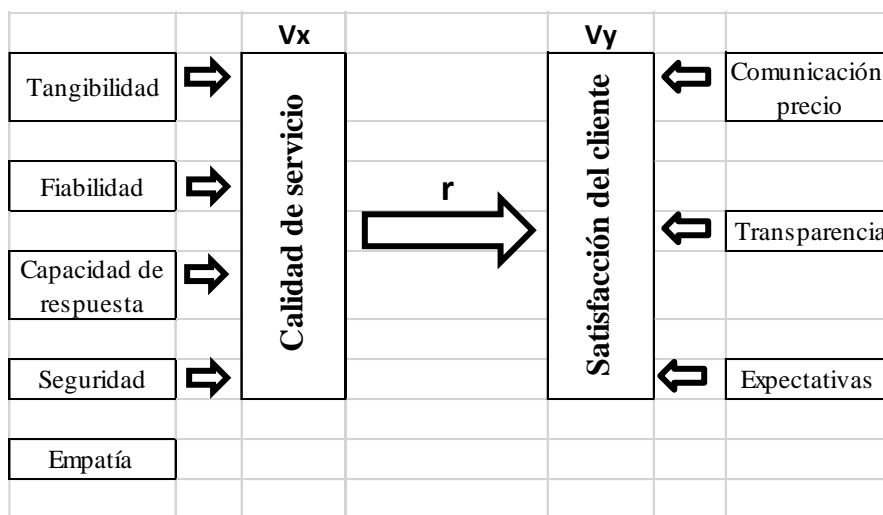 Vx
Vy
Tangibilidad
Fiabilidad
Capacidad de
respuesta
Seguridad
Empatía
Calidad de servicio
r
Satisfacción del cliente
Comunicación
precio
Transparencia
Expectativas